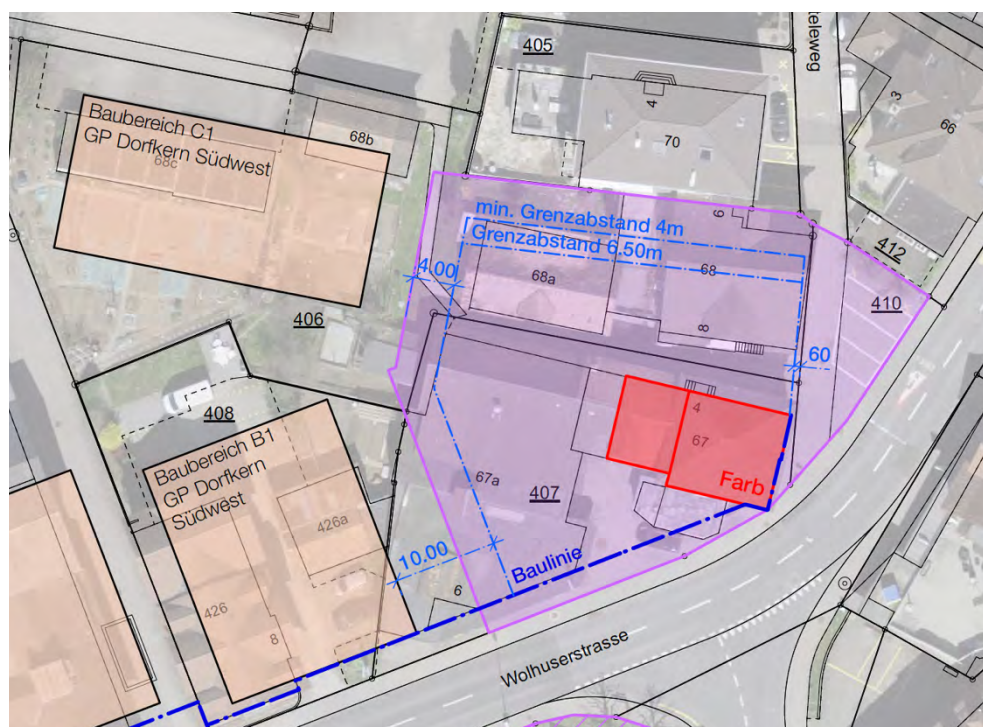 405
teleweg
3
66
4
70
Baubereich C1
GP Dorfkern Südwest
68b
68c
min. Grenzabstand 4m
Grenzabstand 6.50m
9
412
4.00
68a
68
410
406
8
60
408
4
67
Baubereich B1
GP Dorfkern
Südwest
67a
407
Farb
426a
10.00
Baulinie
6
426
8
Wolhuserstrasse